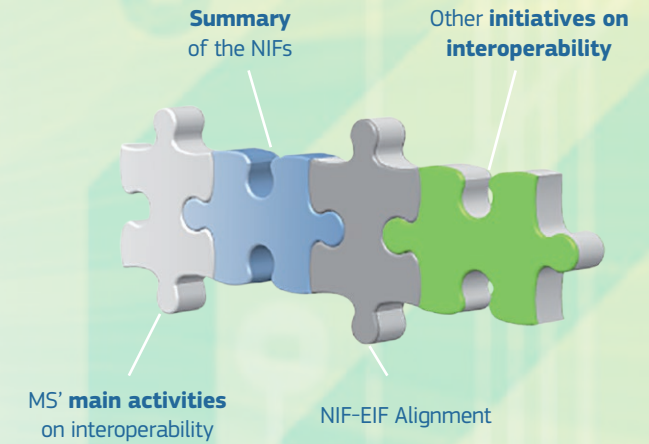 Summary
of the NIFs
Other initiatives on
interoperability
MS' main activities
on interoperability
NIF-EIF Alignment